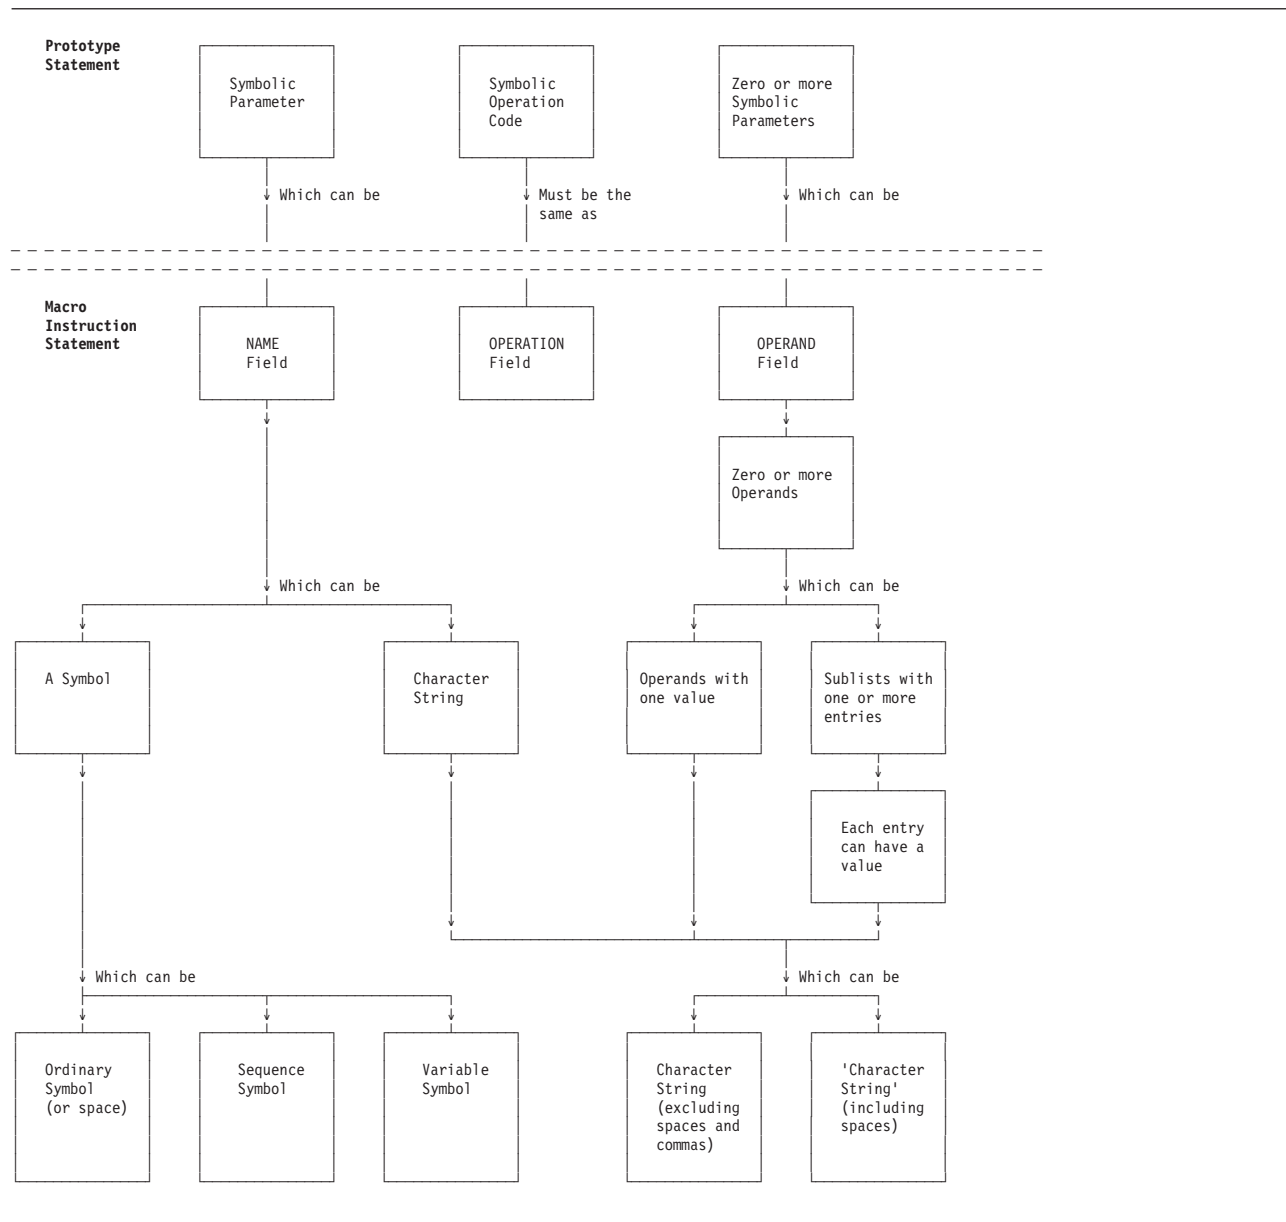 Prototype
Statement
Symbolic
Parameter
Symbolic
Operation
Code
Zero or more
Symbolic
Parameters
Which can be
Must be the
same as
Which can be
Macro
Instruction
Statement
NAME
Field
OPERATION
Field
OPERAND
Field
Zero or more
Operands
Which can be
Which can be
A Symbol
Character
String
Operands with
one value
Sublists with
one or more
entries
Each entry
can have a
value
Which can be
Which can be
Ordinary
Symbol
(or space)
Sequence
Symbol
Variable
Symbol
Character
String
(excluding
spaces and
commas)
'Character
String'
(including
spaces)